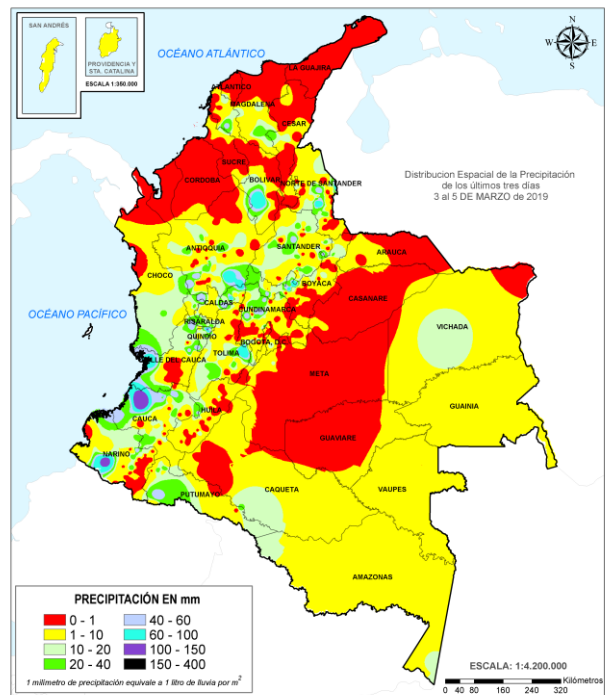 SAN ANDRÉS
PROVIDENCIA Y
STA. CATALINA
ESCALA 1:350.000
OCÉANO ATLÁNTICO
N
W
E
S
LA GUAJIRA
ATLANTICO
MAGDALENA
CESAR
SUCRE
CORDOBA
BOLIVAR
NORTE DE SANTANDER
Distribucion Espacial de la Precipitación
de los últimos tres días
3 al 5 DE MARZO de 2019
ANTIOQUIA
SANTANDER
ARAUCA
CHOCO
BOYACA
CASANARE
OCÉANO PACÍFICO
CALDAS
CUNDINAMARCA
RISARALDA
VICHADA
QUINDIO
BOGOTA, D.C.
TOLIMA
VALLE DEL CAUCA
META
GUAINIA
HUILA
CAUCA
GUAVIARE
NARIÑO
CAQUETA
VAUPES
PUTUMAYO
AMAZONAS
PRECIPITACIÓN EN mm
0 - 1
40 - 60
1 - 10
60 - 100
10 - 20
100 - 150
20 - 40
150 - 400
1 milimetro de precipitación equivale a 1 litro de lluvia por m2
ESCALA: 1:4.200.000
Kilómetros
0 40 80 160 240 320